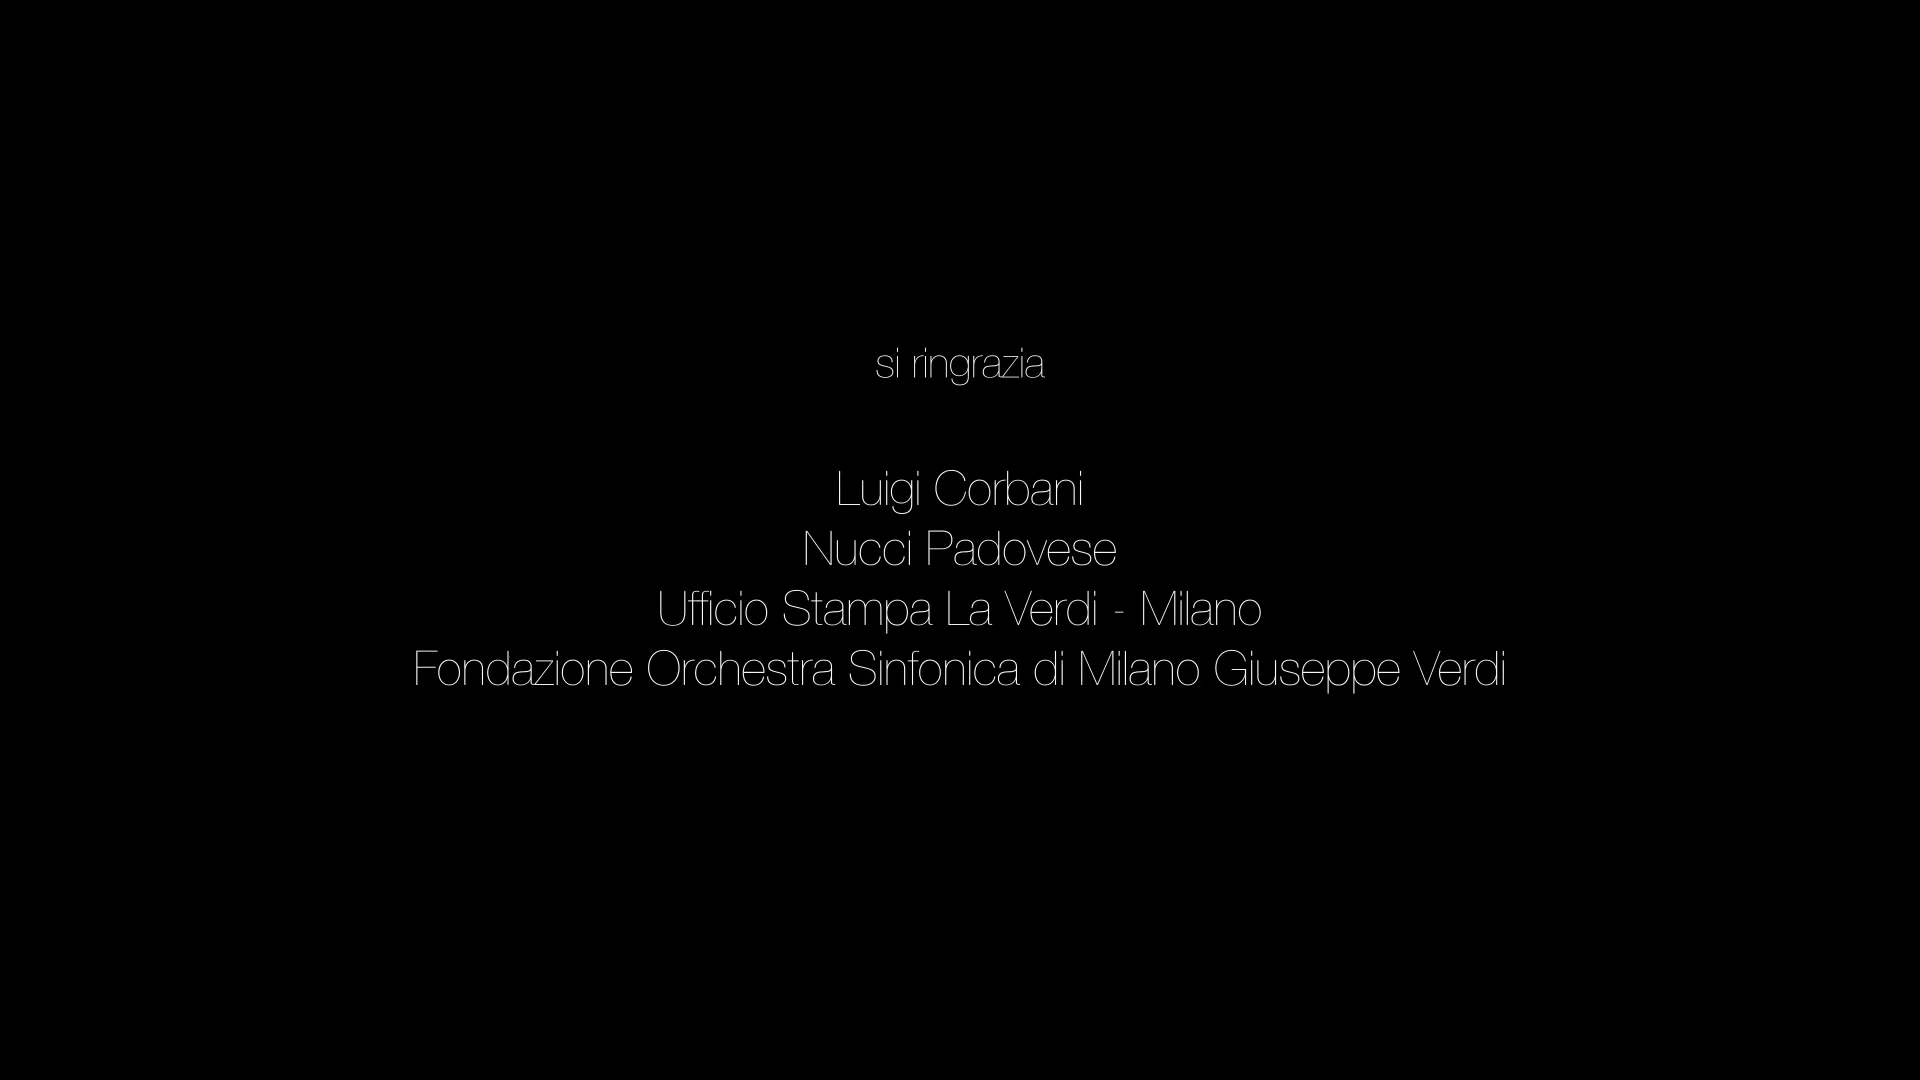 si ringrazia
Luigi Corbani
Nucci Padovese
Ufficio Stampa La Verdi - Milano
Fondazione Orchestra Sinfonica di Milano Giuseppe Verdi